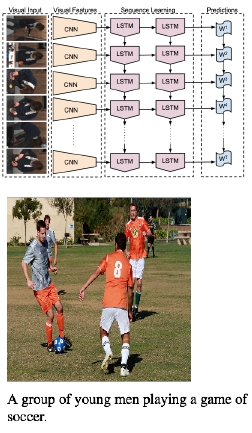 Visual Input Visual Features Sequence Learning Predictions
CNN LSTM LSTM W1
CNN LSTM LSTM W2
CNN LSTM LSTM W3
CNN LSTM LSTM W4
CNN LSTM LSTM WT
8
A group of young men playing a game of
soccer.